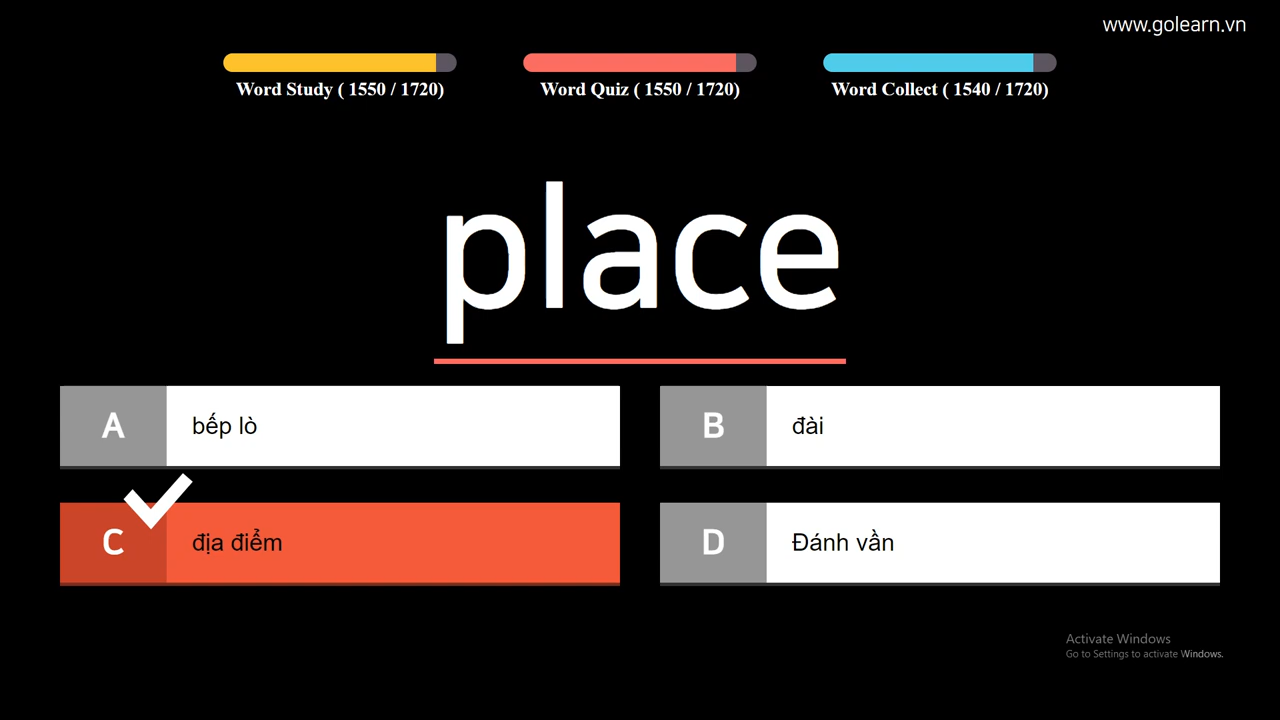 www.golearn.vn
Word Study ( 1550 / 1720)
Word Quiz ( 1550 / 1720)
Word Collect ( 1540 / 1720)
place
A bếp lò
B đài
C địa điểm
D Đánh vần
Activate Windows
Go to Settings to activate Windows.